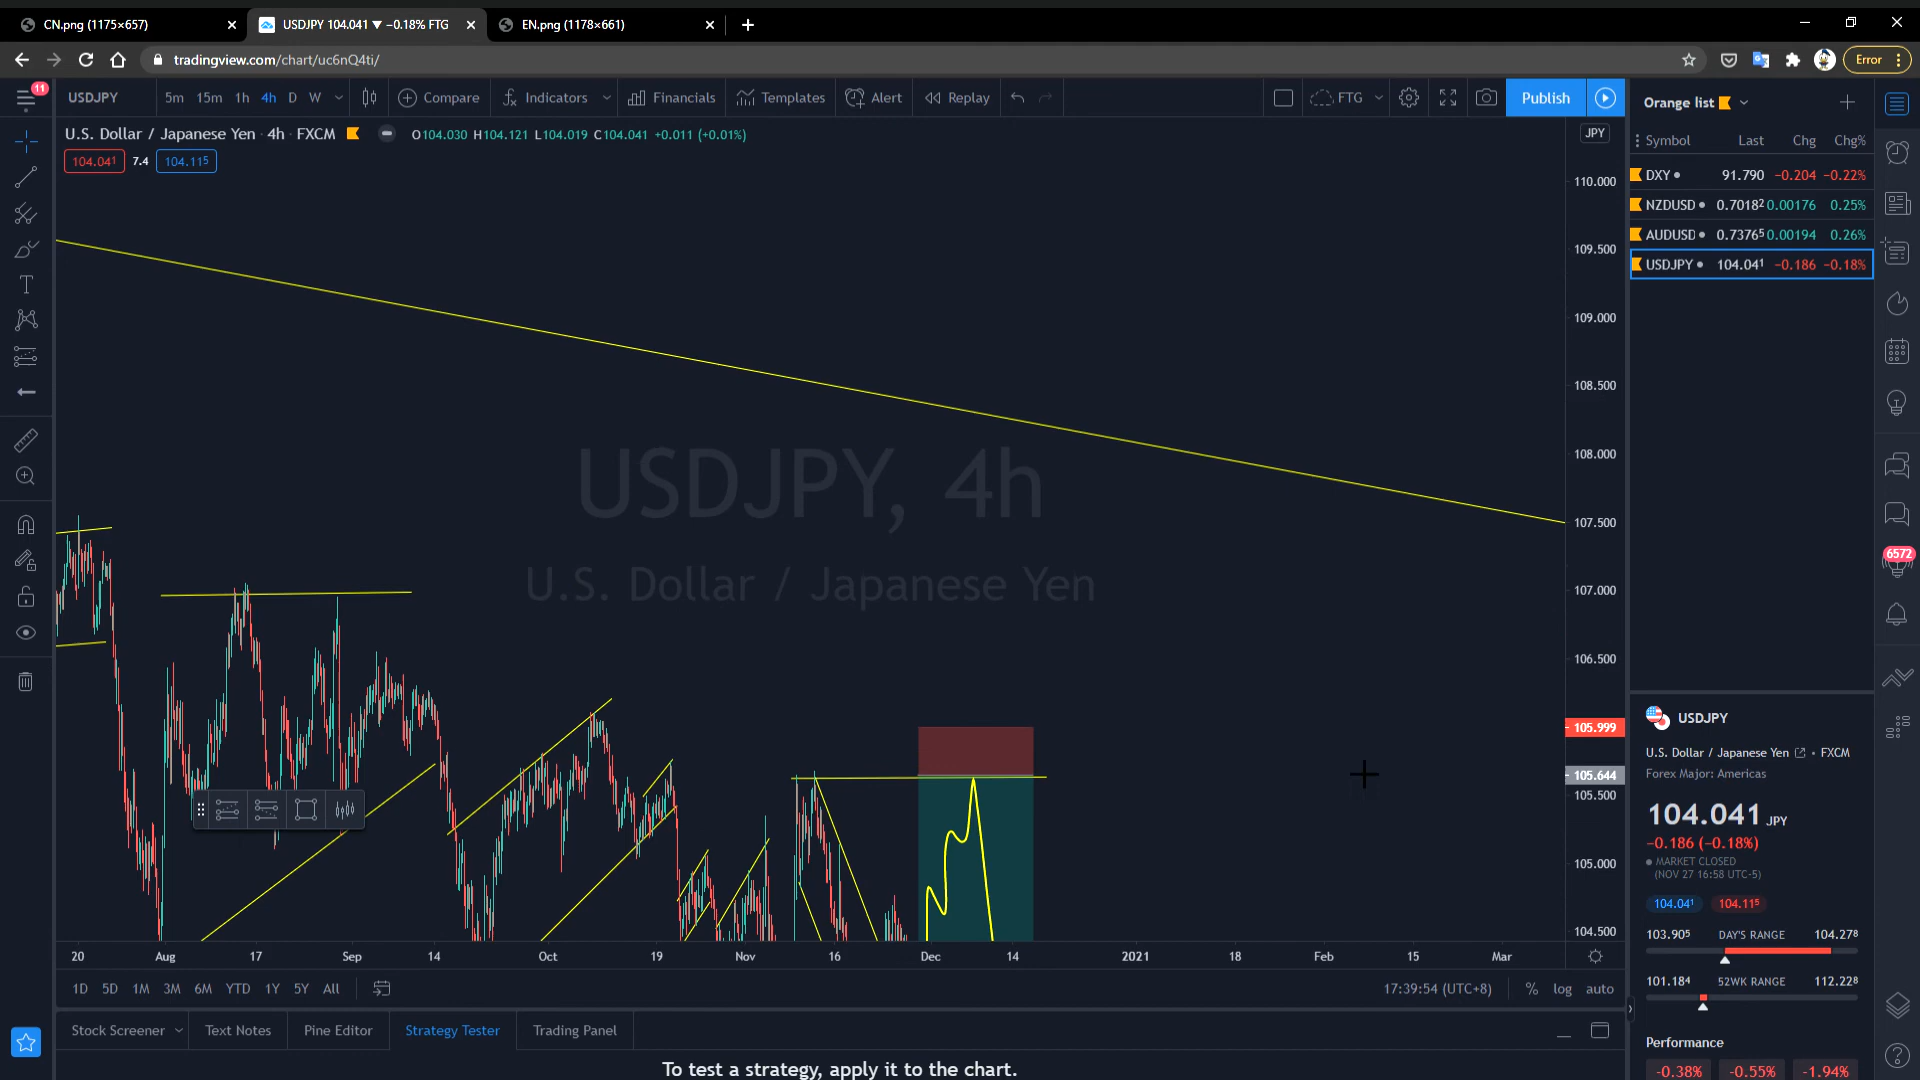 CN.png (1175×657)
USDJPY 104.041 ▼ −0.18% FTG
EN.png (1178×661)
tradingview.com/chart/uc6nQ4ti/
Error
11
USDJPY
5m 15m 1h 4h D W
Compare
Indicators
Financials
Templates
Alert
Replay
FTG
Publish
Orange list
U.S. Dollar / Japanese Yen · 4h · FXCM
O104.030 H104.121 L104.019 C104.041 +0.011 (+0.01%)
JPY
104.041 7.4 104.115
Symbol Last Chg Chg%
DXY 91.790 −0.204 −0.22%
NZDUSD 0.70182 0.00176 0.25%
AUDUSD 0.73765 0.00194 0.26%
USDJPY 104.041 −0.186 −0.18%
110.000
109.500
109.000
108.500
108.000
107.500
107.000
106.500
105.999
105.644
105.500
105.000
104.500
USDJPY, 4h
U.S. Dollar / Japanese Yen
6572
USDJPY
U.S. Dollar / Japanese Yen · FXCM
Forex Major: Americas
104.041 JPY
−0.186 (−0.18%)
MARKET CLOSED
(NOV 27 16:58 UTC-5)
104.041 104.115
103.905 DAY'S RANGE 104.278
101.184 52WK RANGE 112.228
Performance
-0.38% -0.55% -1.94%
20 Aug 17 Sep 14 Oct 19 Nov 16 Dec 14 2021 18 Feb 15 Mar
1D 5D 1M 3M 6M YTD 1Y 5Y All
17:39:54 (UTC+8) % log auto
Stock Screener
Text Notes
Pine Editor
Strategy Tester
Trading Panel
To test a strategy, apply it to the chart.